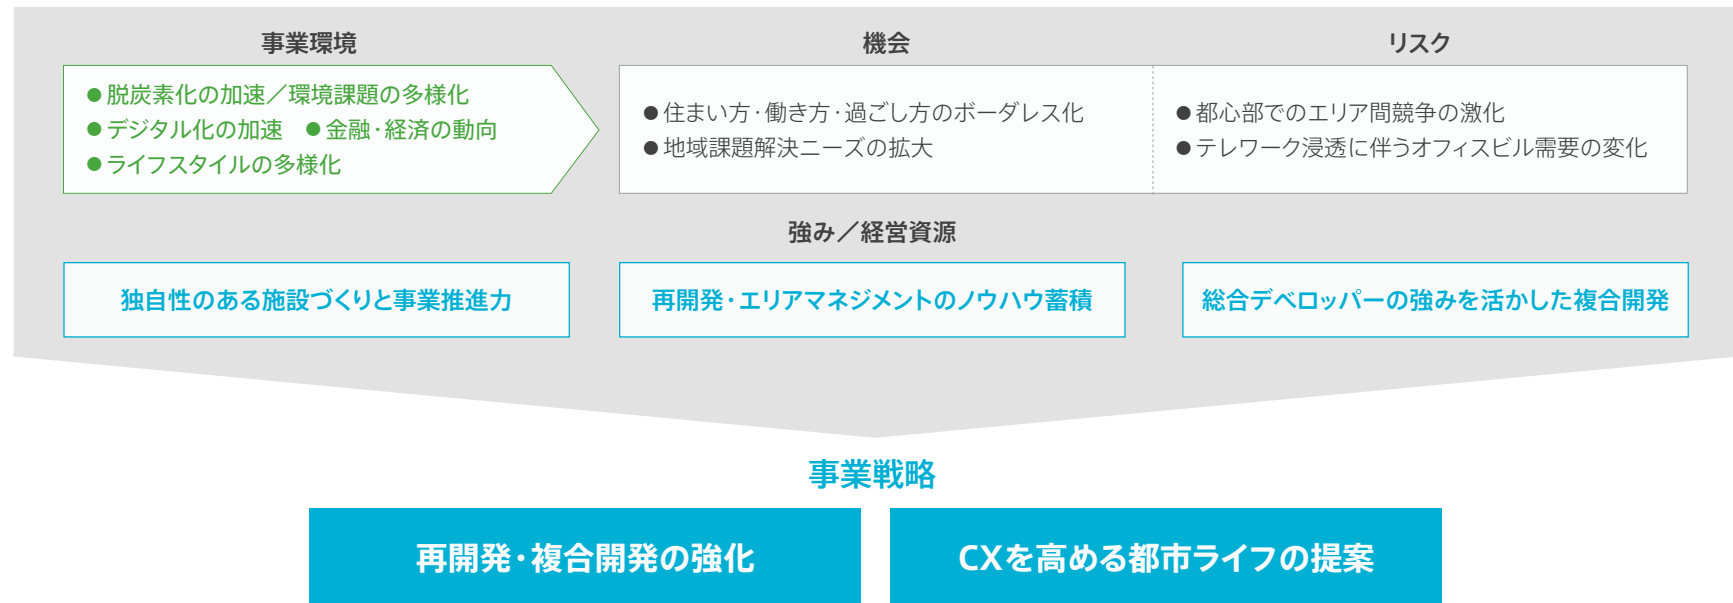 事業環境
●脱炭素化の加速／環境課題の多様化
●デジタル化の加速　●金融・経済の動向
●ライフスタイルの多様化
機会
●住まい方・働き方・過ごし方のボーダレス化
●地域課題解決ニーズの拡大
リスク
●都心部でのエリア間競争の激化
●テレワーク浸透に伴うオフィスビル需要の変化
強み／経営資源
独自性のある施設づくりと事業推進力
再開発・エリアマネジメントのノウハウ蓄積
総合デベロッパーの強みを活かした複合開発
事業戦略
再開発・複合開発の強化
CXを高める都市ライフの提案